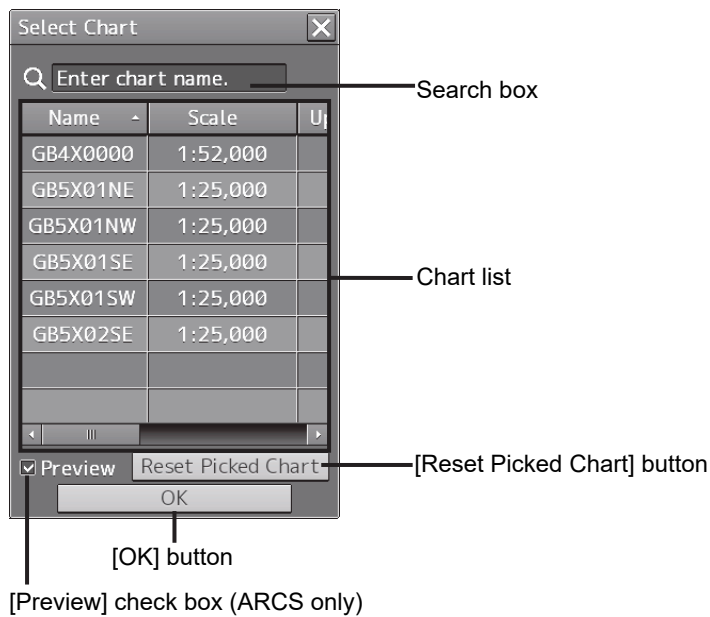 Select Chart
Enter chart name.
Search box
Name Scale
GB4X0000 1:52,000
GB5X01NE 1:25,000
GB5X01NW 1:25,000
GB5X01SE 1:25,000
Chart list
GB5X01SW 1:25,000
GB5X02SE 1:25,000
Preview Reset Picked Chart
[Reset Picked Chart] button
OK
[OK] button
[Preview] check box (ARCS only)